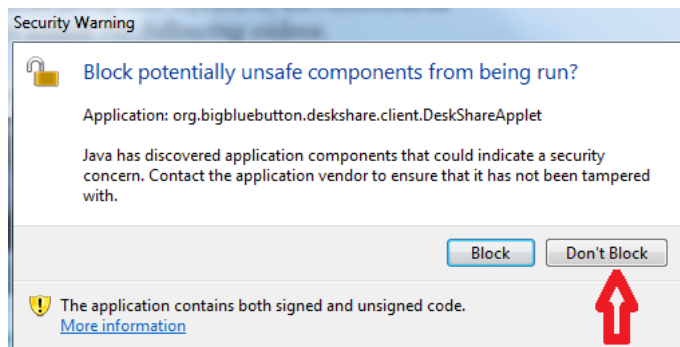 Security Warning
following videos
Block potentially unsafe components from being run?
Application: org.bigbluebutton.deskshare.client.DeskShareApplet
Java has discovered application components that could indicate a security
concern. Contact the application vendor to ensure that it has not been tampered
with.
Block
Don't Block
The application contains both signed and unsigned code.
More information